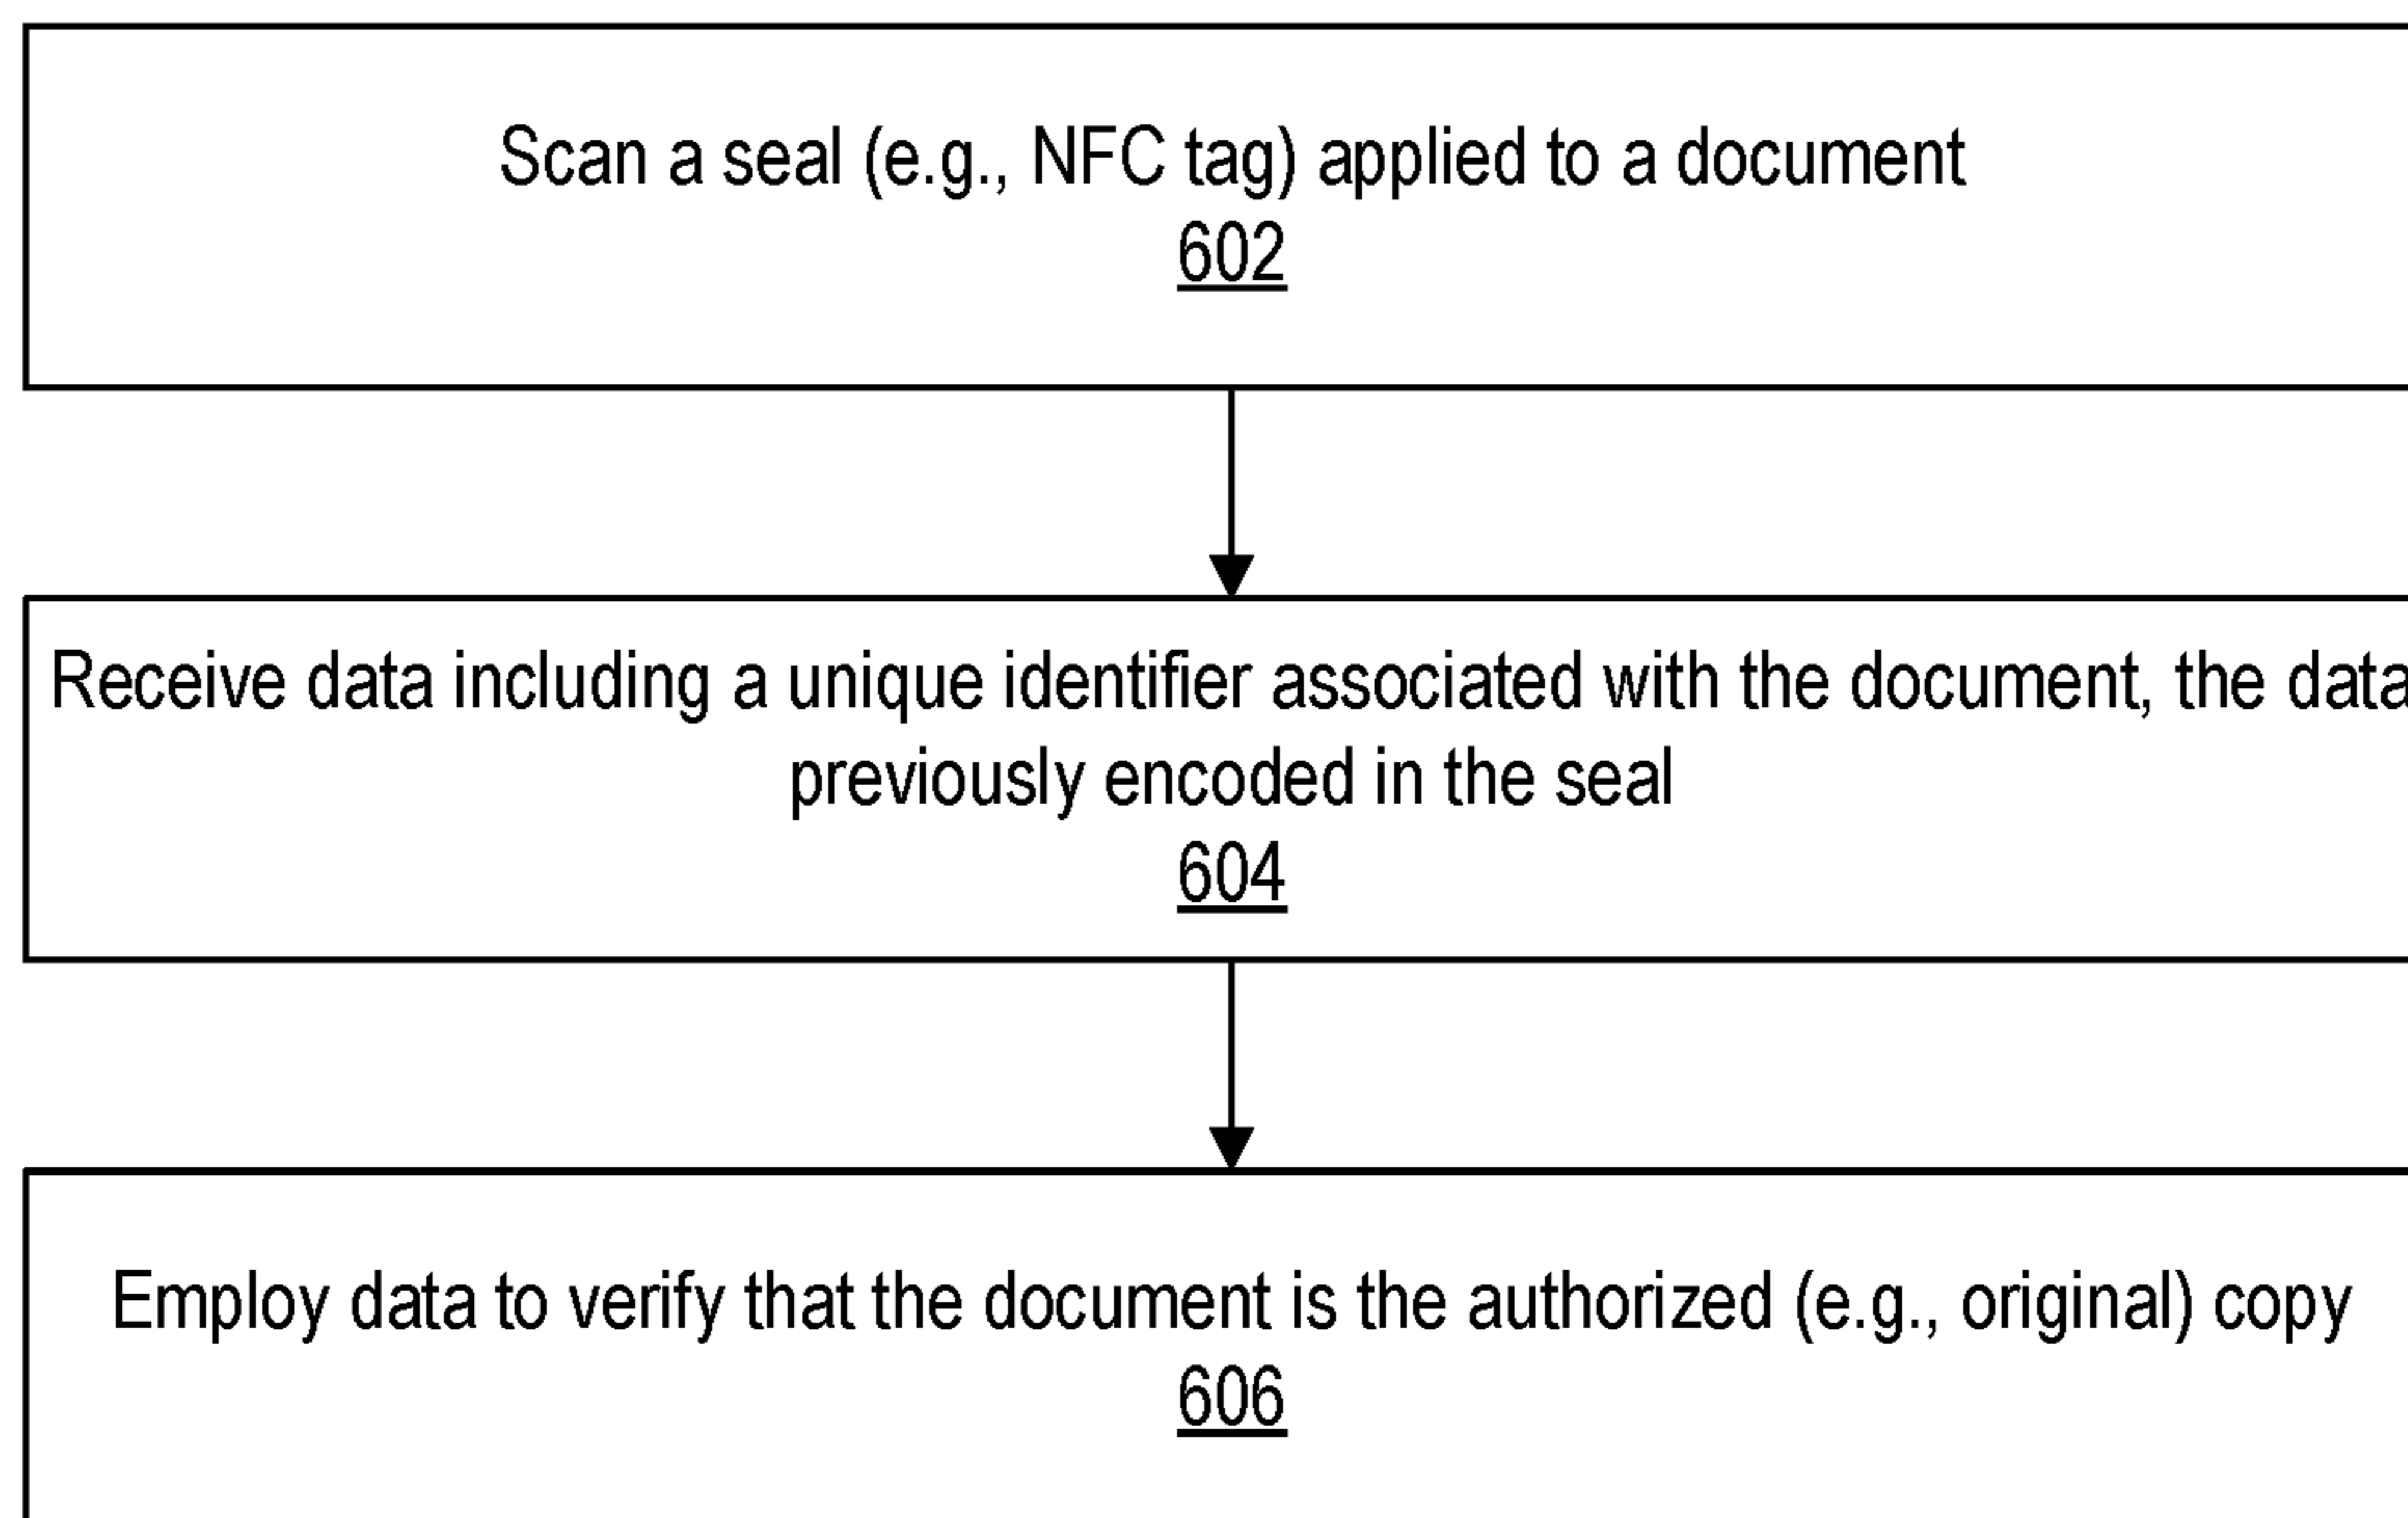 Scan a seal (e.g., NFC tag) applied to a document
602
Receive data including a unique identifier associated with the document, the data
previously encoded in the seal
604
Employ data to verify that the document is the authorized (e.g., original) copy
606